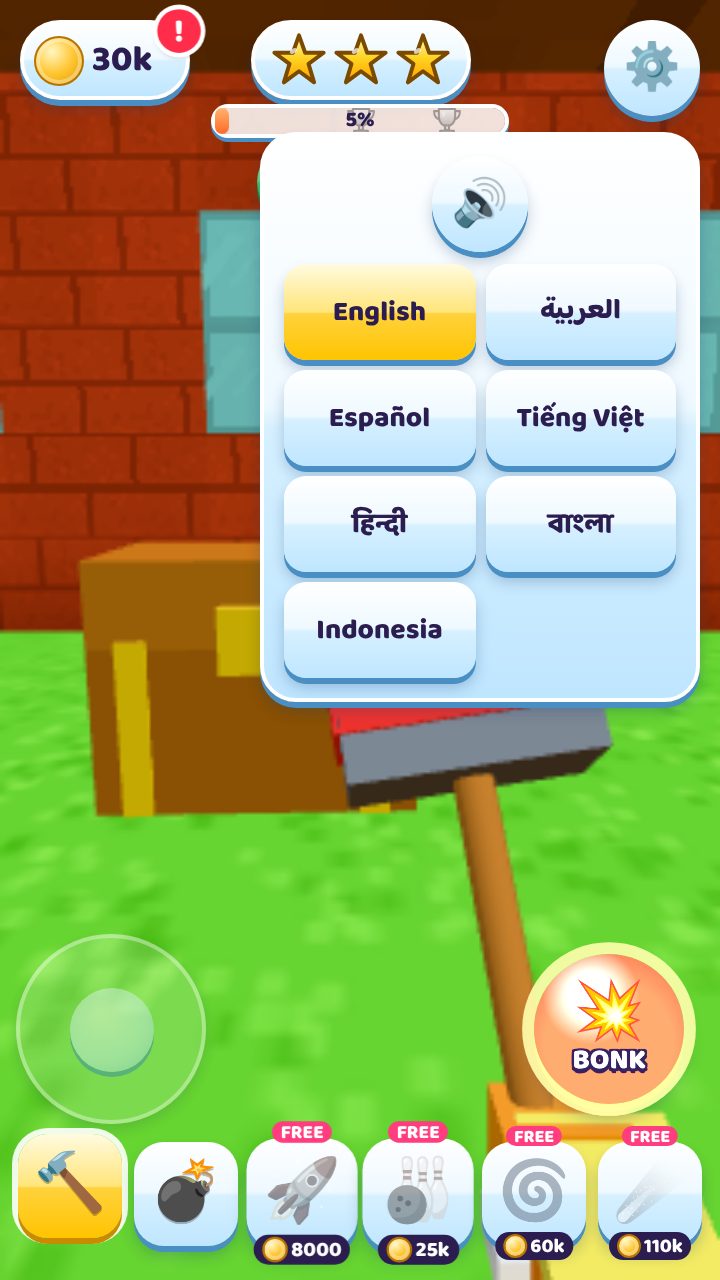 30k
!
5%
English
العربية
Español
Tiếng Việt
हिन्दी
বাংলা
Indonesia
BONK
FREE
FREE
FREE
FREE
8000
25k
60k
110k